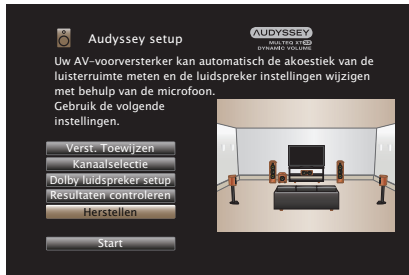 Audyssey setup
AUDYSSEY
MULTEQ XT32
DYNAMIC VOLUME
Uw AV-voorversterker kan automatisch de akoestiek van de
luisterruimte meten en de luidspreker instellingen wijzigen
met behulp van de microfoon.
Gebruik de volgende
instellingen.
Verst. Toewijzen
Kanaalselectie
Dolby luidspreker setup
Resultaten controleren
Herstellen
Start